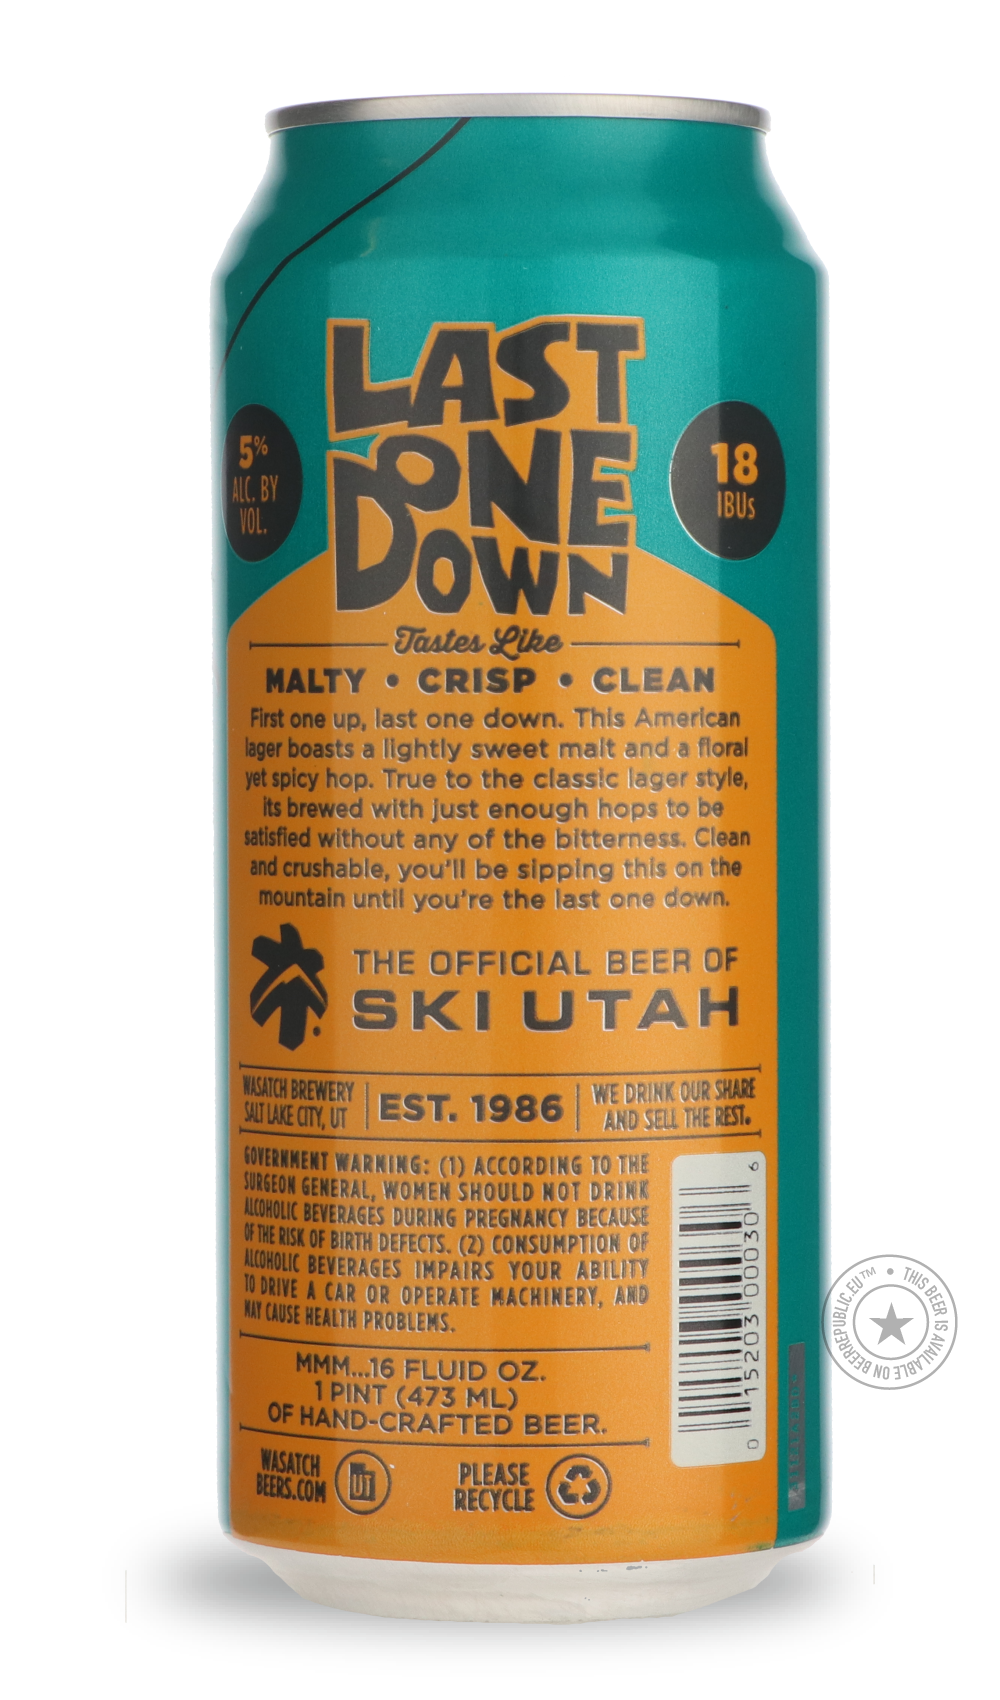 LAST
ONE
DOWN
5%
ALC. BY
VOL.
18
IBUs
Tastes Like
MALTY • CRISP • CLEAN
First one up, last one down. This American
lager boasts a lightly sweet malt and a floral
yet spicy hop. True to the classic lager style,
its brewed with just enough hops to be
satisfied without any of the bitterness. Clean
and crushable, you'll be sipping this on the
mountain until you're the last one down.
THE OFFICIAL BEER OF
SKI UTAH
WASATCH BREWERY
SALT LAKE CITY, UT
EST. 1986
WE DRINK OUR SHARE
AND SELL THE REST.
GOVERNMENT WARNING: (1) ACCORDING TO THE
SURGEON GENERAL, WOMEN SHOULD NOT DRINK
ALCOHOLIC BEVERAGES DURING PREGNANCY BECAUSE
OF THE RISK OF BIRTH DEFECTS. (2) CONSUMPTION OF
ALCOHOLIC BEVERAGES IMPAIRS YOUR ABILITY
TO DRIVE A CAR OR OPERATE MACHINERY, AND
MAY CAUSE HEALTH PROBLEMS.
0 15203 00030 6
MMM...16 FLUID OZ.
1 PINT (473 ML)
OF HAND-CRAFTED BEER.
WASATCH
BEERS.COM
UT
PLEASE
RECYCLE
THIS BEER IS AVAILABLE ON BEERREPUBLIC.EU™ •